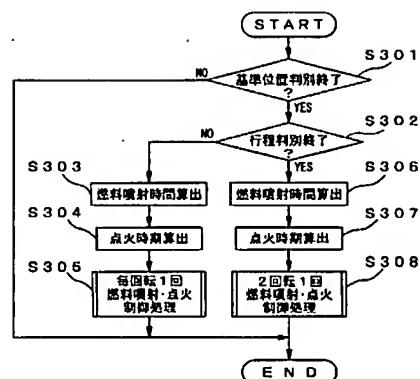 START
S301
NO
基準位置判別終了
?
YES
S302
NO
行程判別終了
?
YES
S303
S306
燃料噴射時間算出
燃料噴射時間算出
S304
S307
点火時期算出
点火時期算出
S305
S308
毎回転1回
燃料噴射・点火
制御処理
2回転1回
燃料噴射・点火
制御処理
END